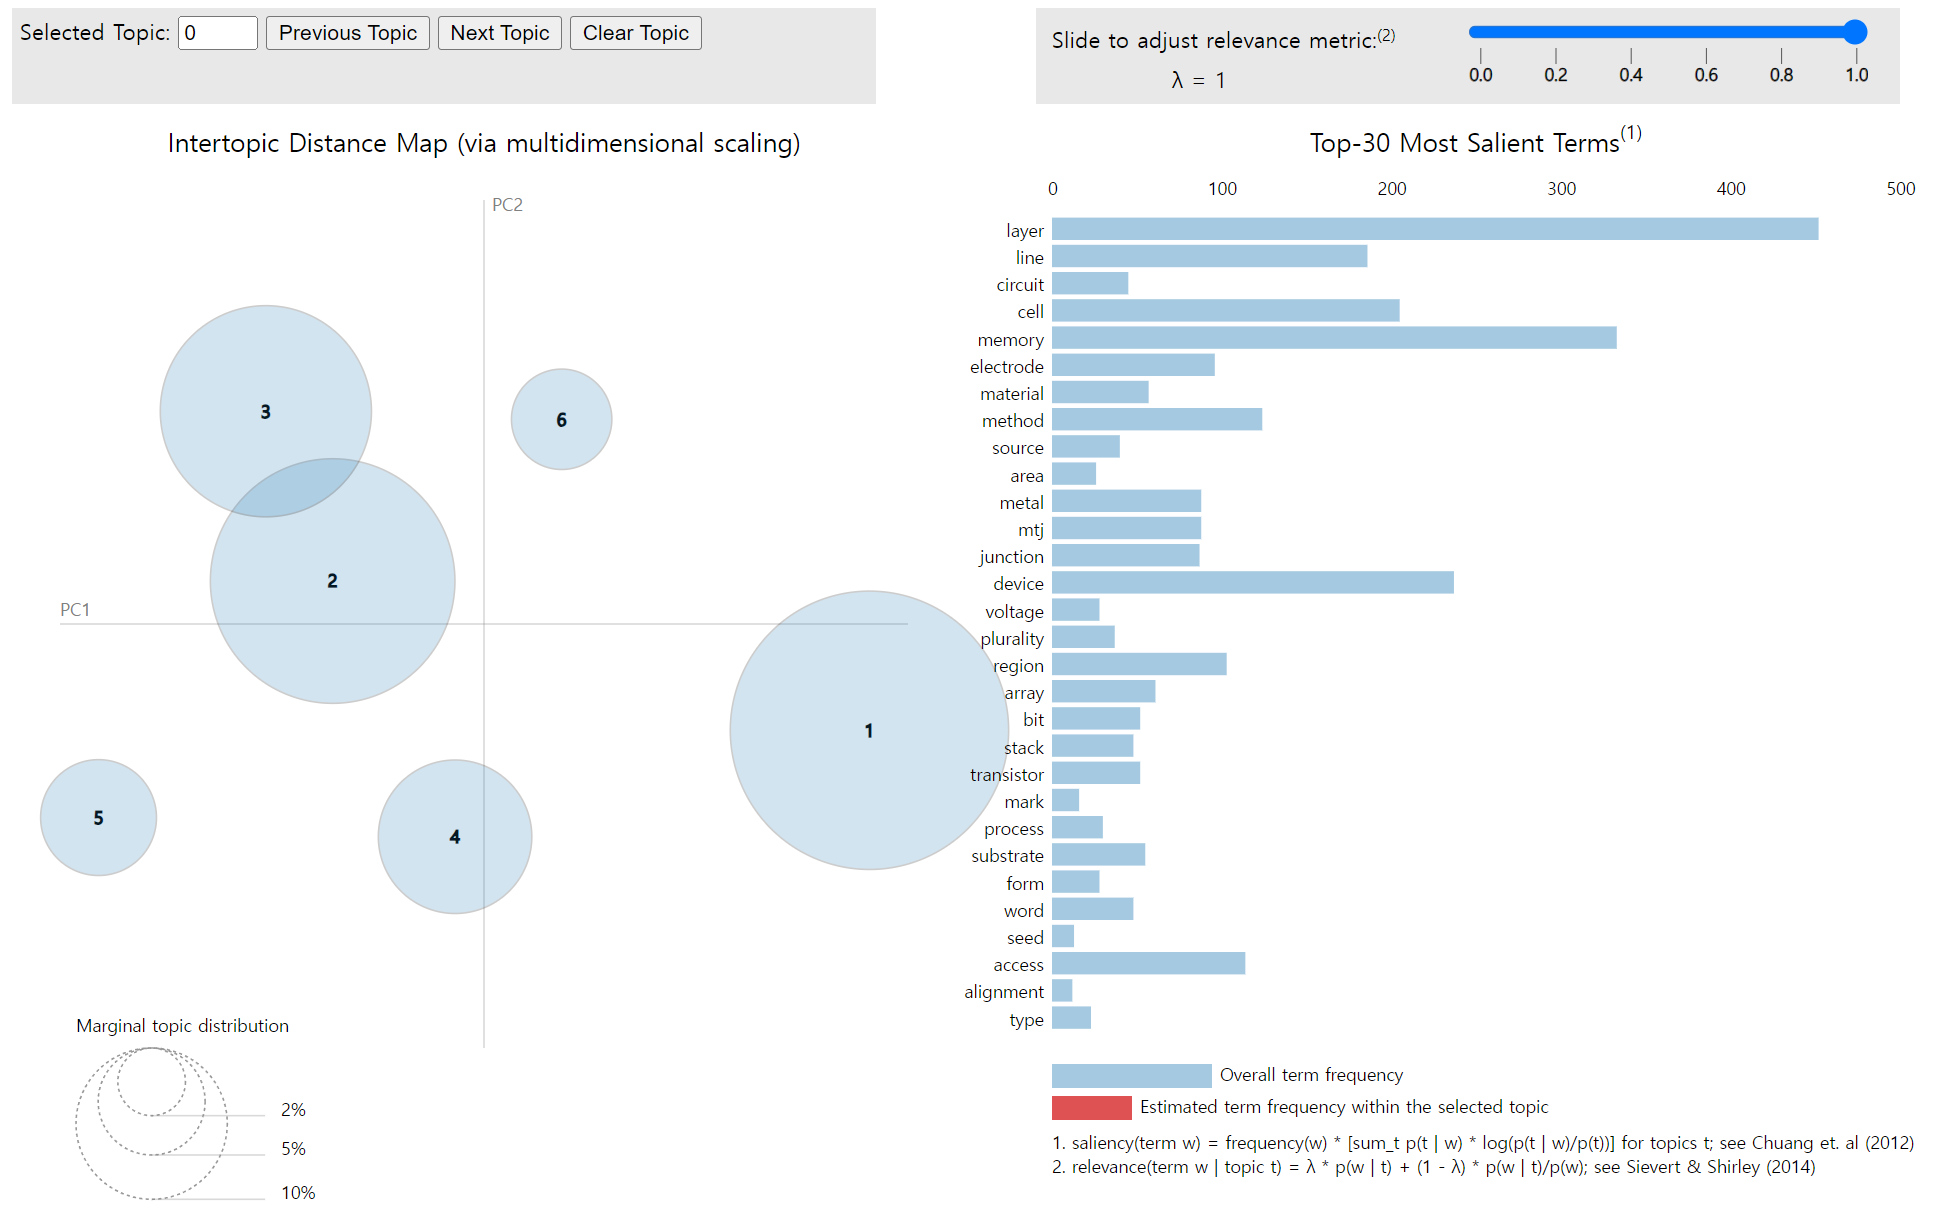 Selected Topic: 0 Previous Topic Next Topic Clear Topic
Slide to adjust relevance metric:(2)
λ = 1
0.0 0.2 0.4 0.6 0.8 1.0
Intertopic Distance Map (via multidimensional scaling)
PC2
PC1
3
6
2
1
5
4
Marginal topic distribution
2%
5%
10%
Top-30 Most Salient Terms(1)
0 100 200 300 400 500
layer
line
circuit
cell
memory
electrode
material
method
source
area
metal
mtj
junction
device
voltage
plurality
region
array
bit
stack
transistor
mark
process
substrate
form
word
seed
access
alignment
type
Overall term frequency
Estimated term frequency within the selected topic
1. saliency(term w) = frequency(w) * [sum_t p(t | w) * log(p(t | w)/p(t))] for topics t; see Chuang et. al (2012)
2. relevance(term w | topic t) = λ * p(w | t) + (1 - λ) * p(w | t)/p(w); see Sievert & Shirley (2014)